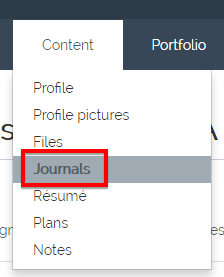 Content Portfolio
Profile
Profile pictures
Files
Journals
Résumé
Plans
Notes